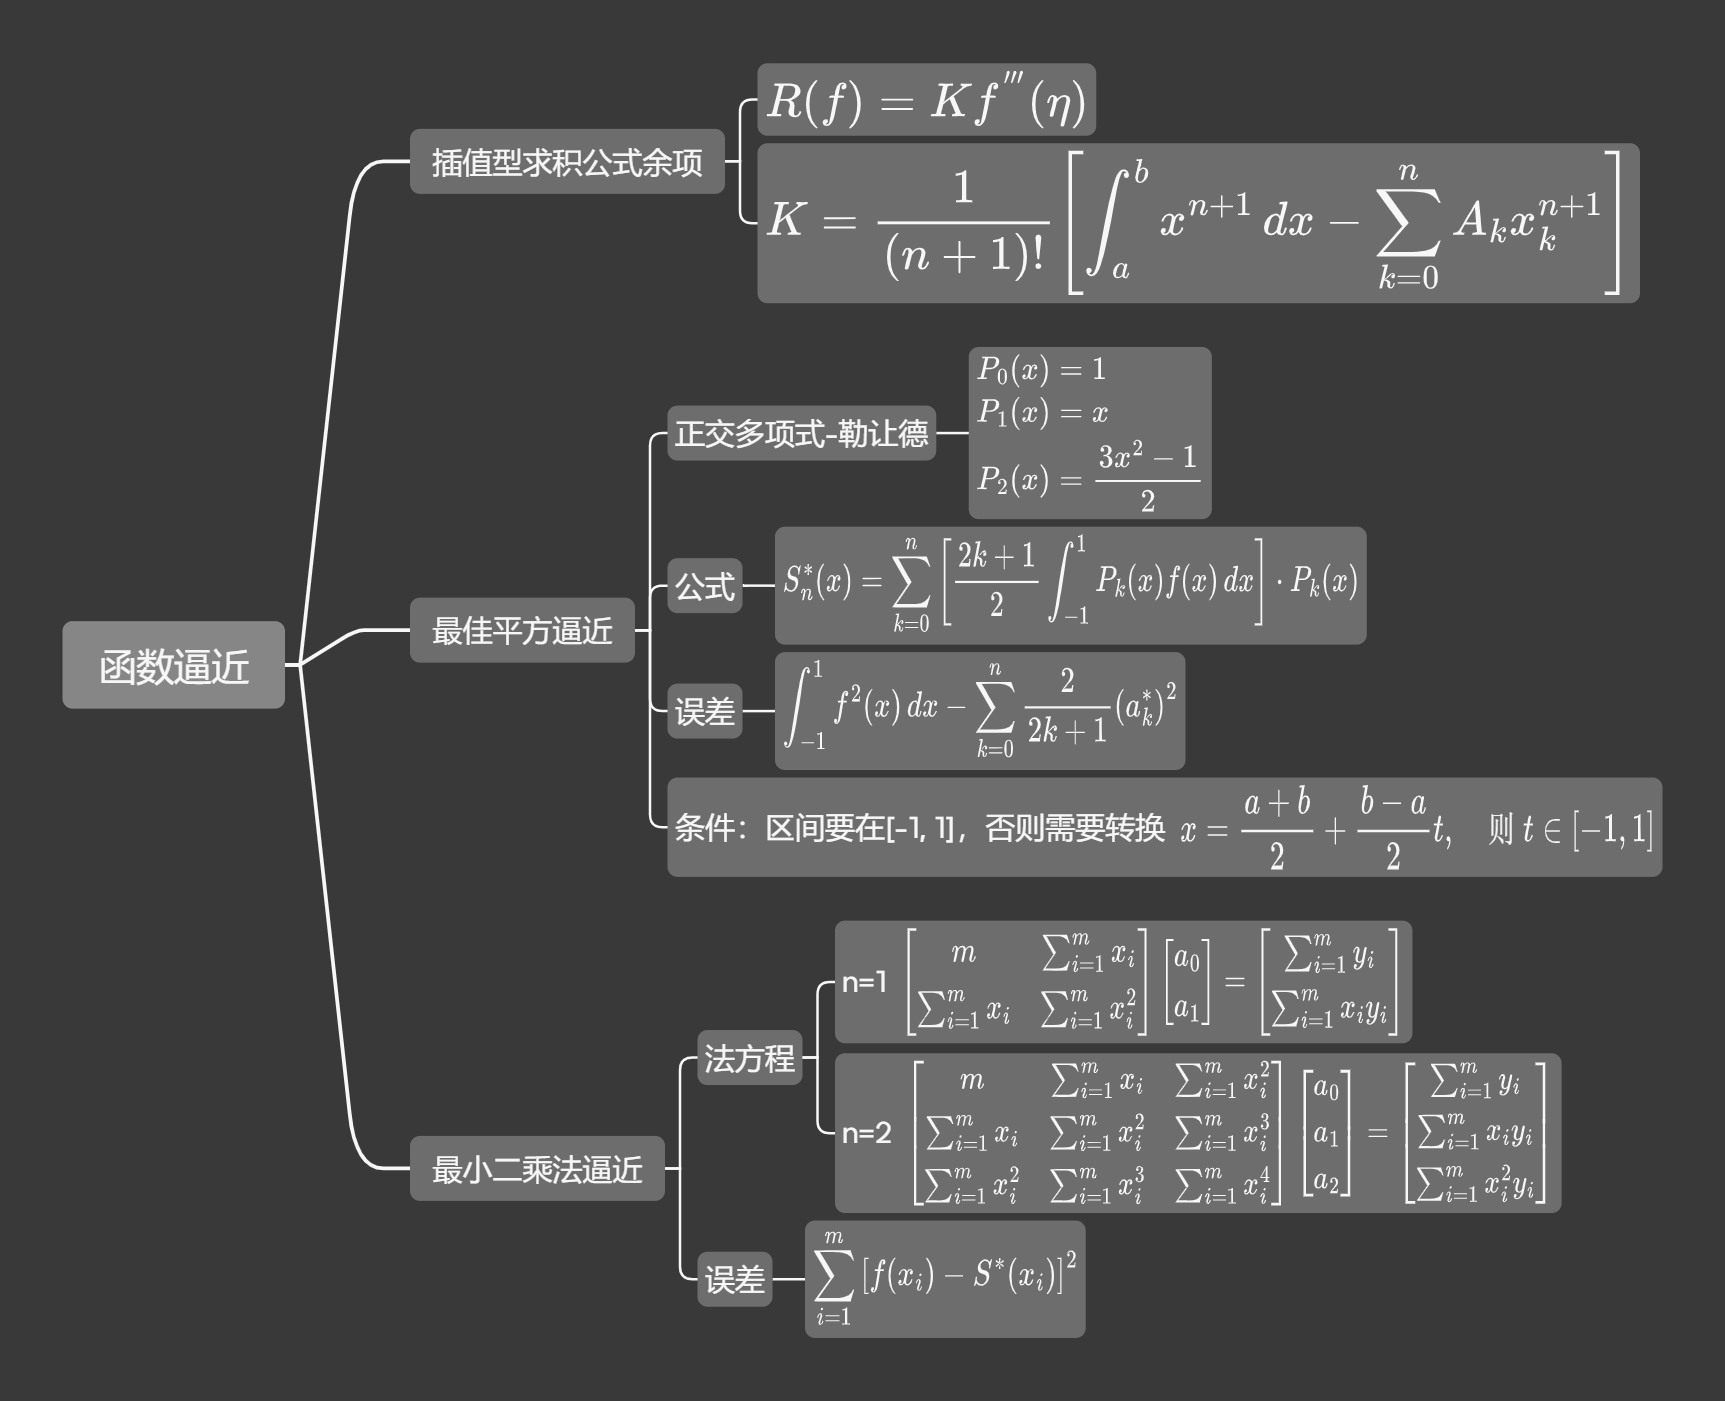 函数逼近
插值型求积公式余项
R(f) = Kf'''(η)
K = \frac{1}{(n+1)!} \left[ \int_a^b x^{n+1} dx - \sum_{k=0}^{n} A_k x_k^{n+1} \right]
最佳平方逼近
正交多项式-勒让德
P_0(x) = 1
P_1(x) = x
P_2(x) = \frac{3x^2 - 1}{2}
公式
S_n^*(x) = \sum_{k=0}^{n} \left[ \frac{2k+1}{2} \int_{-1}^{1} P_k(x)f(x) dx \right] \cdot P_k(x)
误差
\int_{-1}^{1} f^2(x) dx - \sum_{k=0}^{n} \frac{2}{2k+1} (a_k^*)^2
条件：区间要在[-1, 1]，否则需要转换 x = \frac{a+b}{2} + \frac{b-a}{2} t, 则 t ∈ [-1, 1]
最小二乘法逼近
法方程
n=1 \begin{bmatrix} m & \sum_{i=1}^{m} x_i \\ \sum_{i=1}^{m} x_i & \sum_{i=1}^{m} x_i^2 \end{bmatrix} \begin{bmatrix} a_0 \\ a_1 \end{bmatrix} = \begin{bmatrix} \sum_{i=1}^{m} y_i \\ \sum_{i=1}^{m} x_i y_i \end{bmatrix}
n=2 \begin{bmatrix} m & \sum_{i=1}^{m} x_i & \sum_{i=1}^{m} x_i^2 \\ \sum_{i=1}^{m} x_i & \sum_{i=1}^{m} x_i^2 & \sum_{i=1}^{m} x_i^3 \\ \sum_{i=1}^{m} x_i^2 & \sum_{i=1}^{m} x_i^3 & \sum_{i=1}^{m} x_i^4 \end{bmatrix} \begin{bmatrix} a_0 \\ a_1 \\ a_2 \end{bmatrix} = \begin{bmatrix} \sum_{i=1}^{m} y_i \\ \sum_{i=1}^{m} x_i y_i \\ \sum_{i=1}^{m} x_i^2 y_i \end{bmatrix}
误差
\sum_{i=1}^{m} [f(x_i) - S^*(x_i)]^2